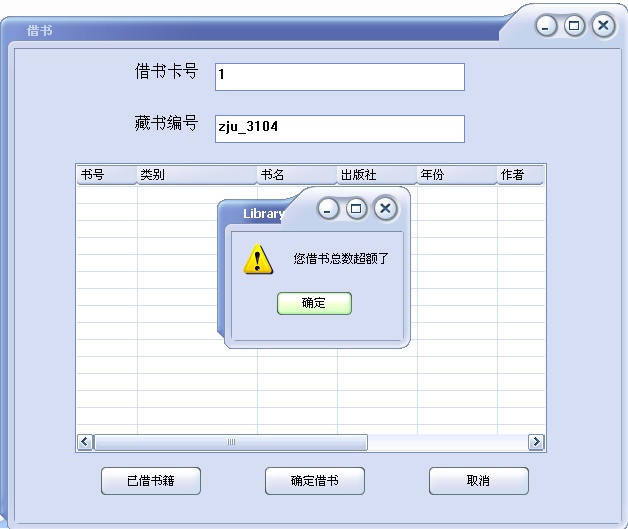 借书
借书卡号 1
藏书编号 zju_3104
书号 类别 书名 出版社 年份 作者
Library
您借书总数超额了
确定
已借书籍 确定借书 取消